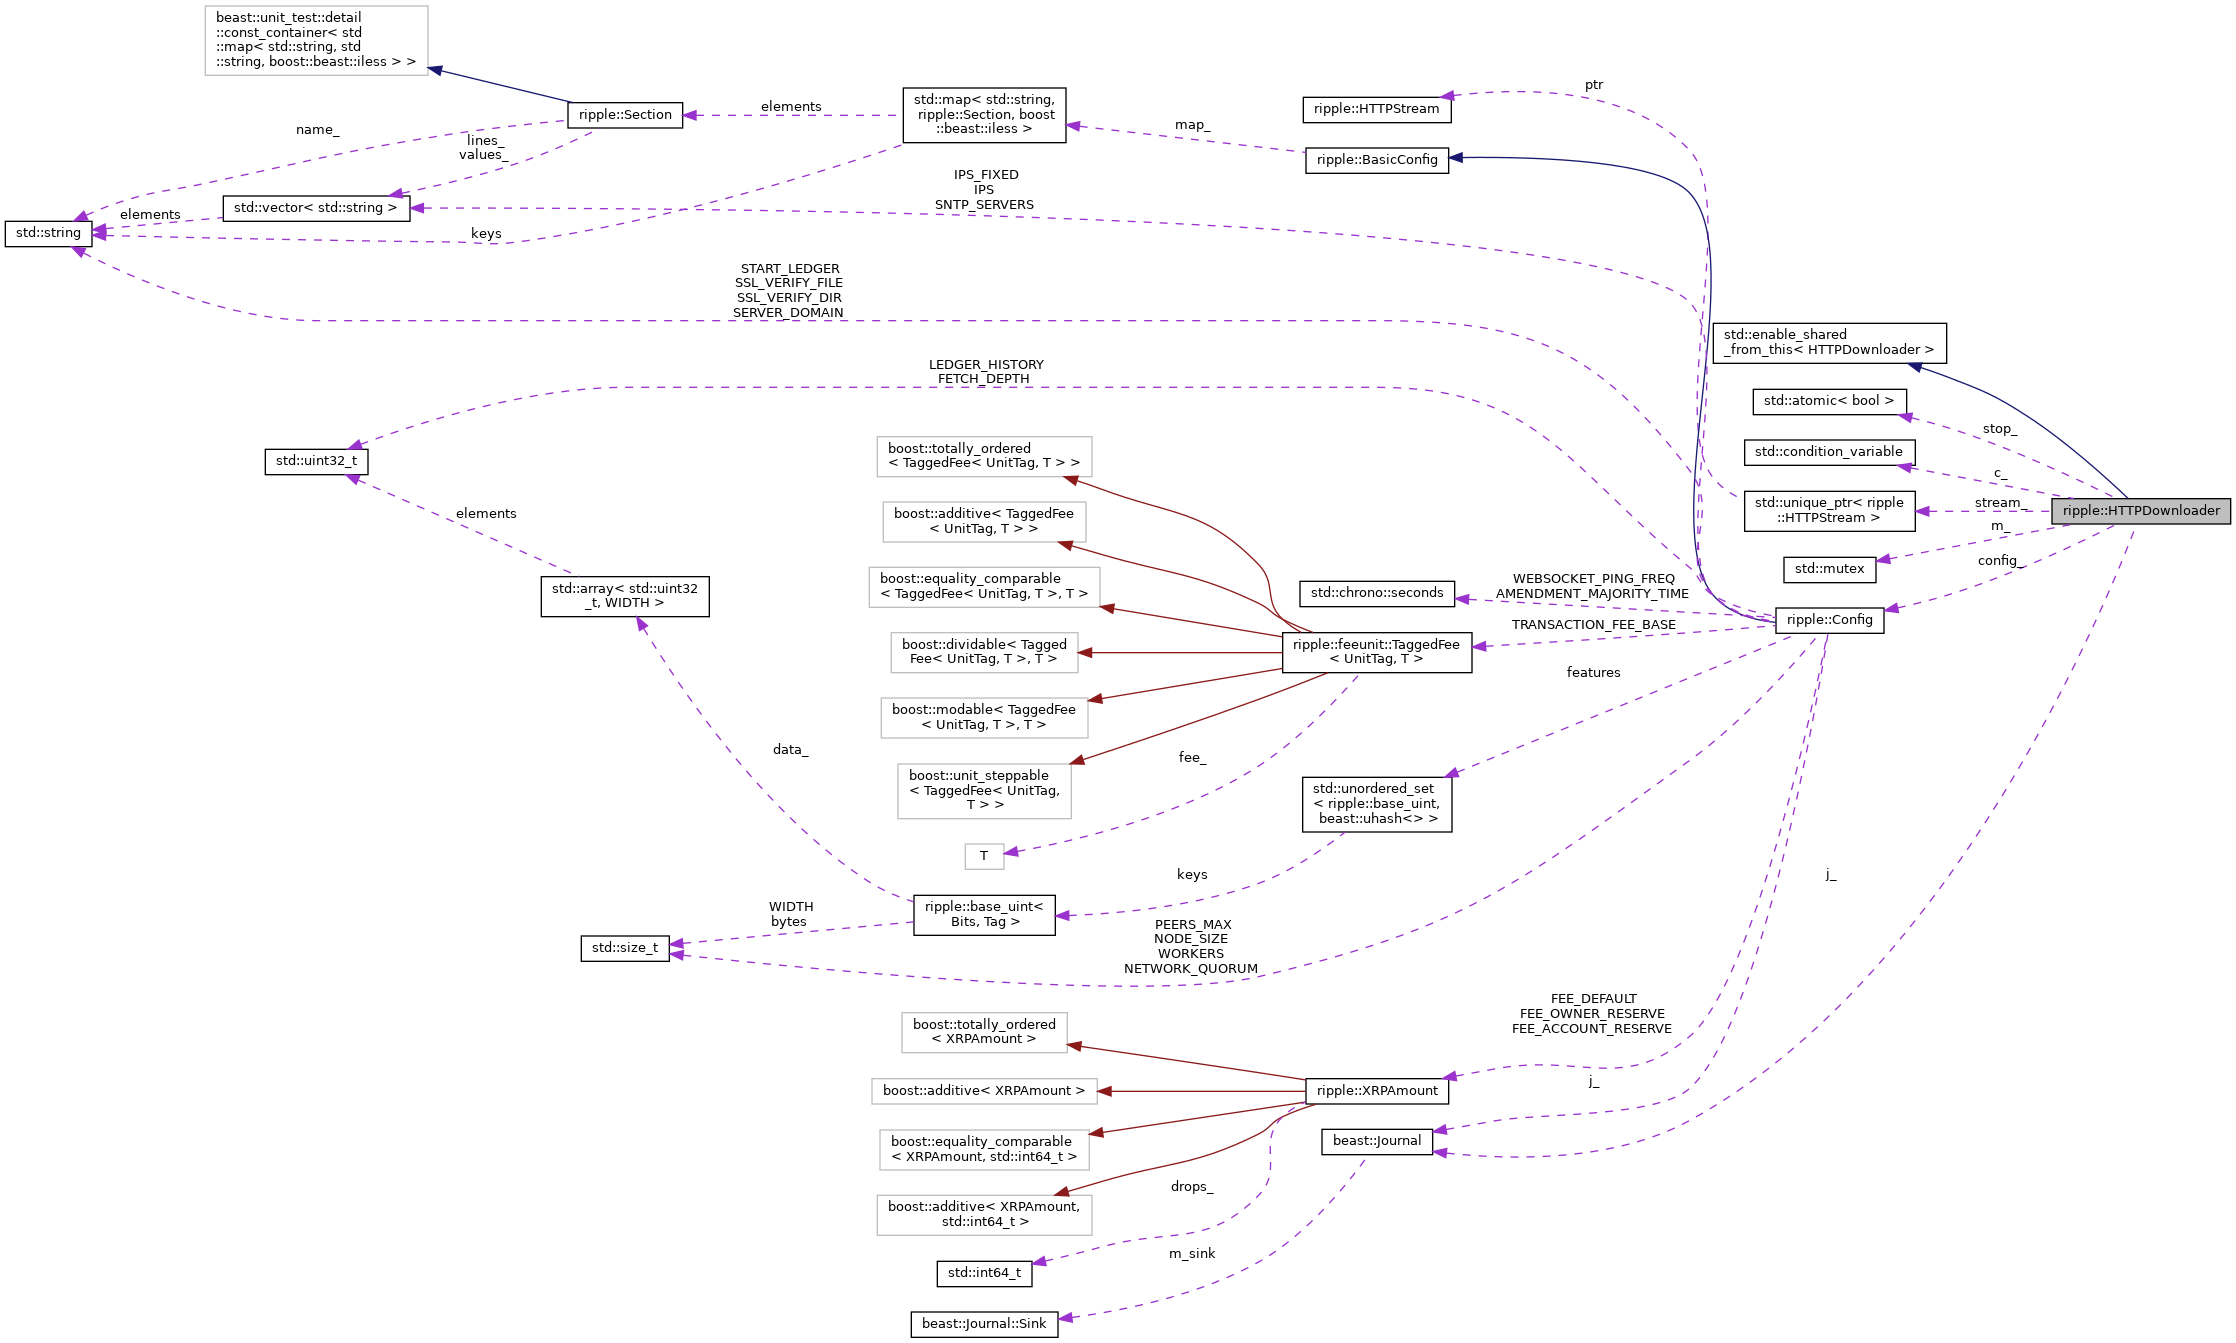 beast::unit_test::detail
::const_container< std
::map< std::string, std
::string, boost::beast::iless > >
ripple::Section
name_
lines_
values_
std::vector< std::string >
elements
std::string
elements
std::map< std::string,
ripple::Section, boost
::beast::iless >
keys
map_
ripple::HTTPStream
ptr
ripple::BasicConfig
IPS_FIXED
IPS
SNTP_SERVERS
START_LEDGER
SSL_VERIFY_FILE
SSL_VERIFY_DIR
SERVER_DOMAIN
LEDGER_HISTORY
FETCH_DEPTH
std::uint32_t
elements
std::array< std::uint32
_t, WIDTH >
data_
boost::totally_ordered
< TaggedFee< UnitTag, T > >
boost::additive< TaggedFee
< UnitTag, T > >
boost::equality_comparable
< TaggedFee< UnitTag, T >, T >
boost::dividable< Tagged
Fee< UnitTag, T >, T >
boost::modable< TaggedFee
< UnitTag, T >, T >
boost::unit_steppable
< TaggedFee< UnitTag,
T > >
T
fee_
std::chrono::seconds
WEBSOCKET_PING_FREQ
AMENDMENT_MAJORITY_TIME
ripple::feeunit::TaggedFee
< UnitTag, T >
TRANSACTION_FEE_BASE
features
std::unordered_set
< ripple::base_uint,
beast::uhash<> >
keys
ripple::base_uint<
Bits, Tag >
WIDTH
bytes
std::size_t
PEERS_MAX
NODE_SIZE
WORKERS
NETWORK_QUORUM
std::enable_shared
_from_this< HTTPDownloader >
std::atomic< bool >
stop_
std::condition_variable
c_
std::unique_ptr< ripple
::HTTPStream >
stream_
ripple::HTTPDownloader
m_
std::mutex
config_
ripple::Config
j_
FEE_DEFAULT
FEE_OWNER_RESERVE
FEE_ACCOUNT_RESERVE
boost::totally_ordered
< XRPAmount >
boost::additive< XRPAmount >
boost::equality_comparable
< XRPAmount, std::int64_t >
boost::additive< XRPAmount,
std::int64_t >
ripple::XRPAmount
j_
beast::Journal
drops_
std::int64_t
m_sink
beast::Journal::Sink